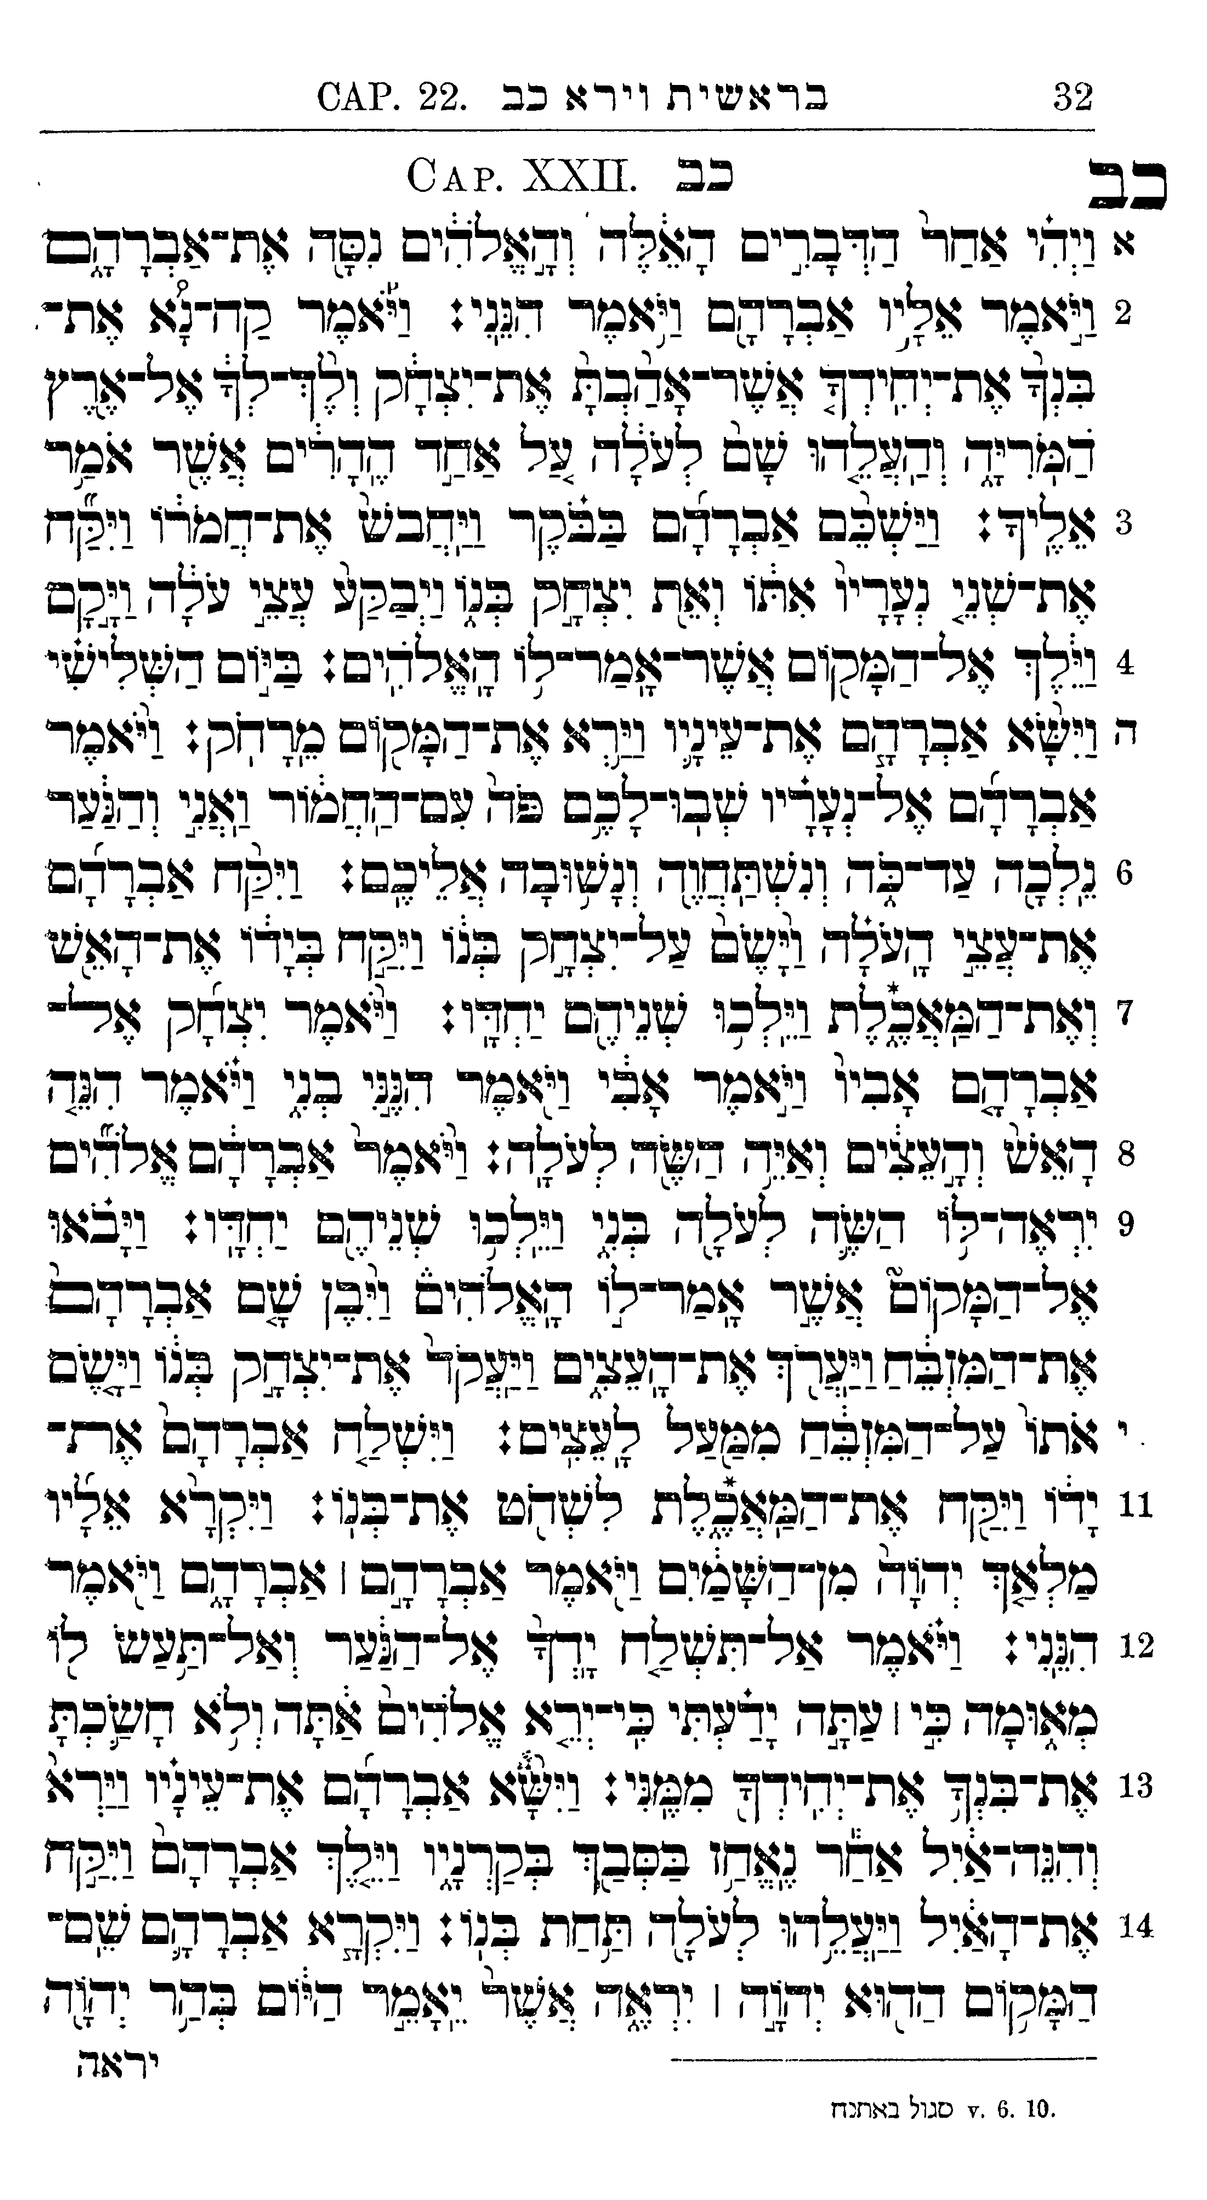 32 בראשית וירא כב CAP. 22.
כב
CAP. XXII. כב
א וַיְהִ֗י אַחַר֙ הַדְּבָרִ֣ים הָאֵ֔לֶּה וְהָ֣אֱלֹהִ֔ים נִסָּ֖ה אֶת־אַבְרָהָ֑ם
2 וַיֹּ֣אמֶר אֵלָ֔יו אַבְרָהָ֖ם וַיֹּ֥אמֶר הִנֵּֽנִי׃ וַיֹּ֡אמֶר קַח־נָ֠א אֶת־
בִּנְךָ֨ אֶת־יְחִֽידְךָ֤ אֲשֶׁר־אָהַ֙בְתָּ֙ אֶת־יִצְחָ֔ק וְלֶךְ־לְךָ֔ אֶל־אֶ֖רֶץ
הַמֹּֽרִיָּ֑ה וְהַֽעֲלֵ֤הוּ שָׁם֙ לְעֹלָ֔ה עַ֚ל אַחַ֣ד הֶֽהָרִ֔ים אֲשֶׁ֖ר אֹמַ֥ר
3 אֵלֶֽיךָ׃ וַיַּשְׁכֵּ֨ם אַבְרָהָ֜ם בַּבֹּ֗קֶר וַֽיַּחֲבֹשׁ֙ אֶת־חֲמֹר֔וֹ וַיִּקַּ֞ח
אֶת־שְׁנֵ֤י נְעָרָיו֙ אִתּ֔וֹ וְאֵ֖ת יִצְחָ֣ק בְּנ֑וֹ וַיְבַקַּע֙ עֲצֵ֣י עֹלָ֔ה וַיָּ֣קָם
4 וַיֵּ֔לֶךְ אֶל־הַמָּק֖וֹם אֲשֶׁר־אָֽמַר־ל֥וֹ הָֽאֱלֹהִֽים׃ בַּיּ֣וֹם הַשְּׁלִישִׁ֗י
ה וַיִּשָּׂ֨א אַבְרָהָ֧ם אֶת־עֵינָ֛יו וַיַּ֥רְא אֶת־הַמָּק֖וֹם מֵֽרָחֹֽק׃ וַיֹּ֨אמֶר
אַבְרָהָ֜ם אֶל־נְעָרָ֗יו שְׁבֽוּ־לָכֶ֥ם פֹּה֙ עִֽם־הַחֲמ֔וֹר וַֽאֲנִ֣י וְהַנַּ֔עַר
6 נֵֽלְכָ֖ה עַד־כֹּ֑ה וְנִֽשְׁתַּחֲוֶ֖ה וְנָשׁ֥וּבָה אֲלֵיכֶֽם׃ וַיִּקַּ֨ח אַבְרָהָ֜ם
אֶת־עֲצֵ֣י הָֽעֹלָ֗ה וַיָּ֙שֶׂם֙ עַל־יִצְחָ֣ק בְּנ֔וֹ וַיִּקַּ֣ח בְּיָד֔וֹ אֶת־הָאֵ֖שׁ
7 וְאֶת־הַֽמַּאֲכֶ֑*לֶת וַיֵּֽלְכ֥וּ שְׁנֵיהֶ֖ם יַחְדָּֽו׃ וַיֹּ֨אמֶר יִצְחָ֜ק אֶל־
אַבְרָהָ֤ם אָבִיו֙ וַיֹּ֣אמֶר אָבִ֔י וַיֹּ֖אמֶר הִנֶּ֣נִּי בְנִ֑י וַיֹּ֗אמֶר הִנֵּ֤ה
8 הָאֵשׁ֙ וְהָ֣עֵצִ֔ים וְאַיֵּ֥ה הַשֶּׂ֖ה לְעֹלָֽה׃ וַיֹּ֙אמֶר֙ אַבְרָהָ֔ם אֱלֹהִ֞ים
9 יִרְאֶה־לּ֥וֹ הַשֶּׂ֛ה לְעֹלָ֖ה בְּנִ֑י וַיֵּֽלְכ֥וּ שְׁנֵיהֶ֖ם יַחְדָּֽו׃ וַיָּבֹ֗אוּ
אֶֽל־הַמָּקוֹם֮ אֲשֶׁ֣ר אָֽמַר־ל֣וֹ הָֽאֱלֹהִים֒ וַיִּ֨בֶן שָׁ֤ם אַבְרָהָם֙
אֶת־הַמִּזְבֵּ֔חַ וַֽיַּעֲרֹ֖ךְ אֶת־הָֽעֵצִ֑ים וַֽיַּעֲקֹד֙ אֶת־יִצְחָ֣ק בְּנ֔וֹ וַיָּ֤שֶׂם
י אֹתוֹ֙ עַל־הַמִּזְבֵּ֔חַ מִמַּ֖עַל לָֽעֵצִֽים׃ וַיִּשְׁלַ֤ח אַבְרָהָם֙ אֶת־
11 יָד֔וֹ וַיִּקַּ֖ח אֶת־הַֽמַּאֲכֶ֑*לֶת לִשְׁחֹ֖ט אֶת־בְּנֽוֹ׃ וַיִּקְרָ֨א אֵלָ֜יו
מַלְאַ֤ךְ יְהוָֹה֙ מִן־הַשָּׁמַ֔יִם וַיֹּ֖אמֶר אַבְרָהָ֣ם ׀ אַבְרָהָ֑ם וַיֹּ֖אמֶר
12 הִנֵּֽנִי׃ וַיֹּ֗אמֶר אַל־תִּשְׁלַ֤ח יָֽדְךָ֙ אֶל־הַנַּ֔עַר וְאַל־תַּ֥עַשׂ ל֖וֹ
מְא֑וּמָה כִּ֣י ׀ עַתָּ֣ה יָדַ֗עְתִּי כִּֽי־יְרֵ֤א אֱלֹהִים֙ אַ֔תָּה וְלֹ֥א חָשַׂ֛כְתָּ
13 אֶת־בִּנְךָ֥ אֶת־יְחִֽידְךָ֖ מִמֶּֽנִּי׃ וַיִּשָּׂ֨א אַבְרָהָ֜ם אֶת־עֵינָ֗יו וַיַּרְא֙
וְהִנֵּה־אַ֔יִל אַחַ֕ר נֶֽאֱחַ֥ז בַּסְּבַ֖ךְ בְּקַרְנָ֑יו וַיֵּ֤לֶךְ אַבְרָהָם֙ וַיִּקַּ֣ח
14 אֶת־הָאַ֔יִל וַיַּֽעֲלֵ֥הוּ לְעֹלָ֖ה תַּ֥חַת בְּנֽוֹ׃ וַיִּקְרָ֧א אַבְרָהָ֛ם שֵֽׁם־
הַמָּק֥וֹם הַה֖וּא יְהוָֹ֣ה ׀ יִרְאֶ֑ה אֲשֶׁר֙ יֵֽאָמֵ֣ר הַיּ֔וֹם בְּהַ֥ר יְהוָֹ֖ה
יראה
v. 6. 10. סגול באתנח